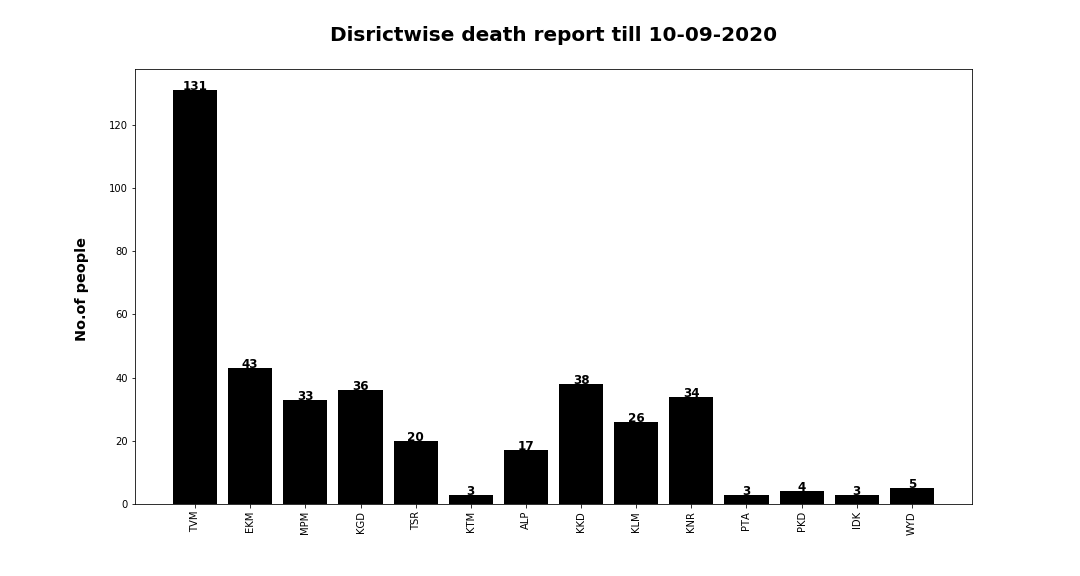 Disrictwise death report till 10-09-2020
No.of people
120
100
80
60
40
20
0
131
43
33
36
20
3
17
38
26
34
3
4
3
5
TVM
EKM
MPM
KGD
TSR
KTM
ALP
KKD
KLM
KNR
PTA
PKD
IDK
WYD